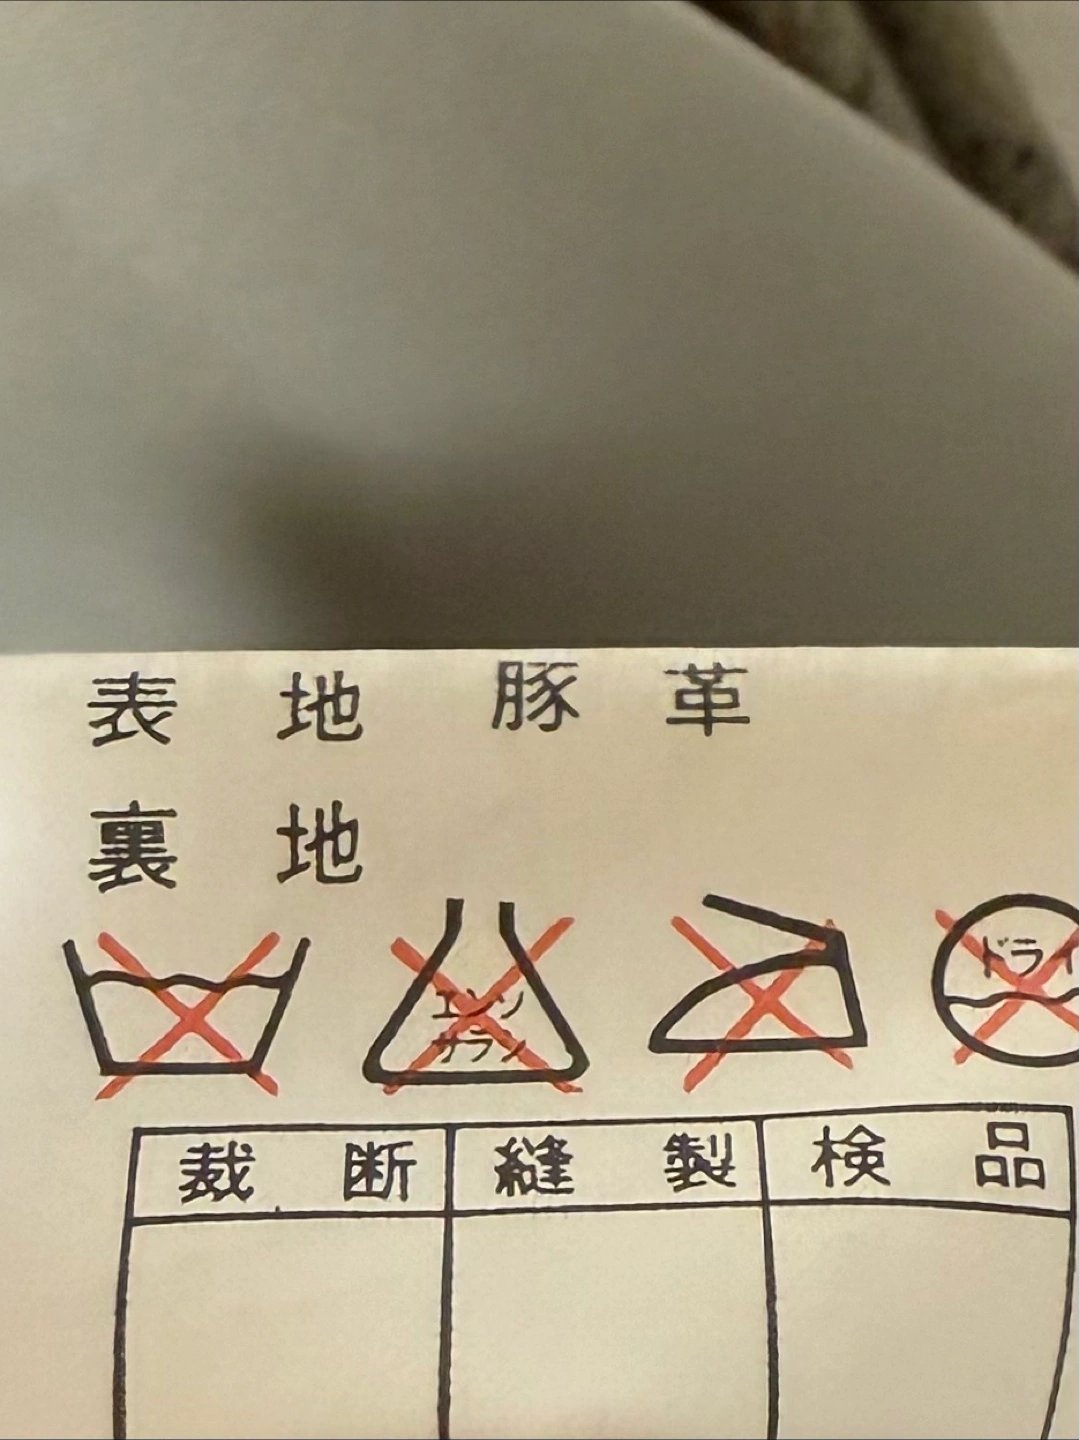 表 地 豚 革
裏 地
エンソ
サラシ
ドライ
裁 断 縫 製 検 品